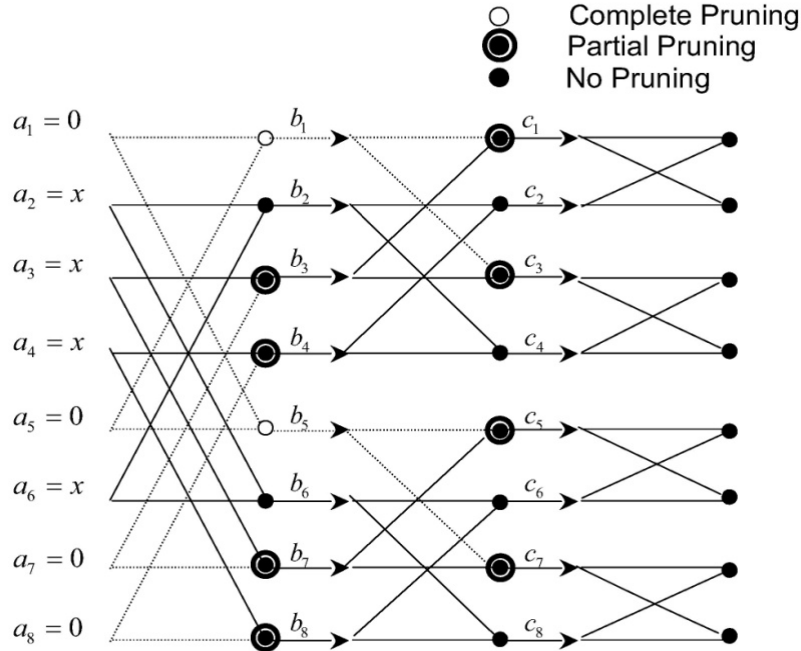 Complete Pruning
Partial Pruning
No Pruning
a₁ = 0 b₁ c₁
a₂ = x b₂ c₂
a₃ = x b₃ c₃
a₄ = x b₄ c₄
a₅ = 0 b₅ c₅
a₆ = x b₆ c₆
a₇ = 0 b₇ c₇
a₈ = 0 b₈ c₈